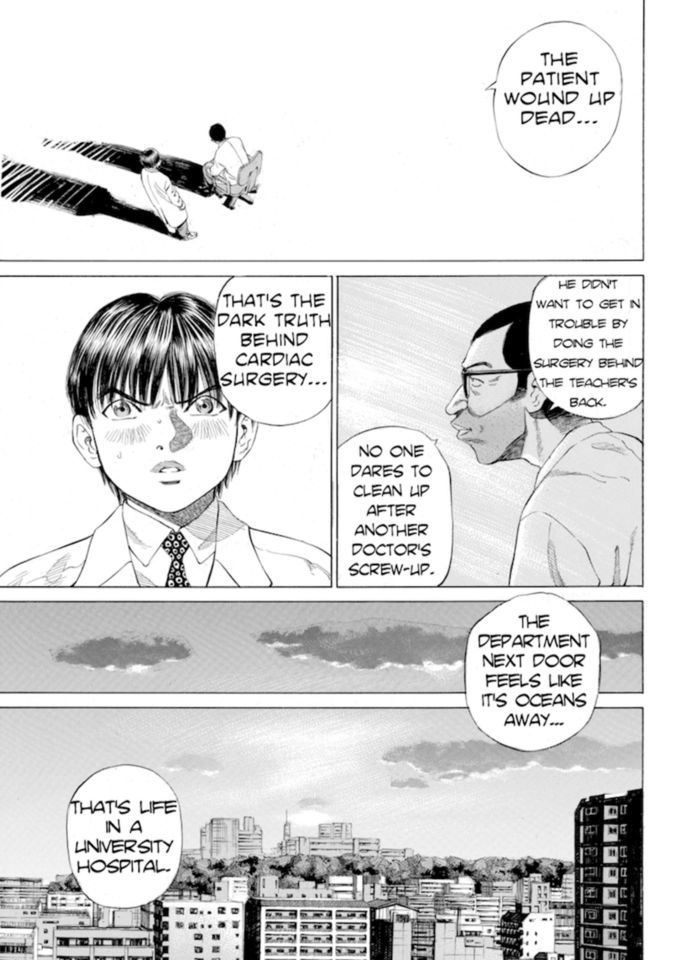 THE
PATIENT
WOUND UP
DEAD...
HE DIDN'T
WANT TO GET IN
TROUBLE BY
DOING THE
SURGERY BEHIND
THE TEACHER'S
BACK.
NO ONE
DARES TO
CLEAN UP
AFTER
ANOTHER
DOCTOR'S
SCREW-UP.
THAT'S THE
DARK TRUTH
BEHIND
CARDIAC
SURGERY...
THE
DEPARTMENT
NEXT DOOR
FEELS LIKE
IT'S OCEANS
AWAY...
THAT'S LIFE
IN A
UNIVERSITY
HOSPITAL.